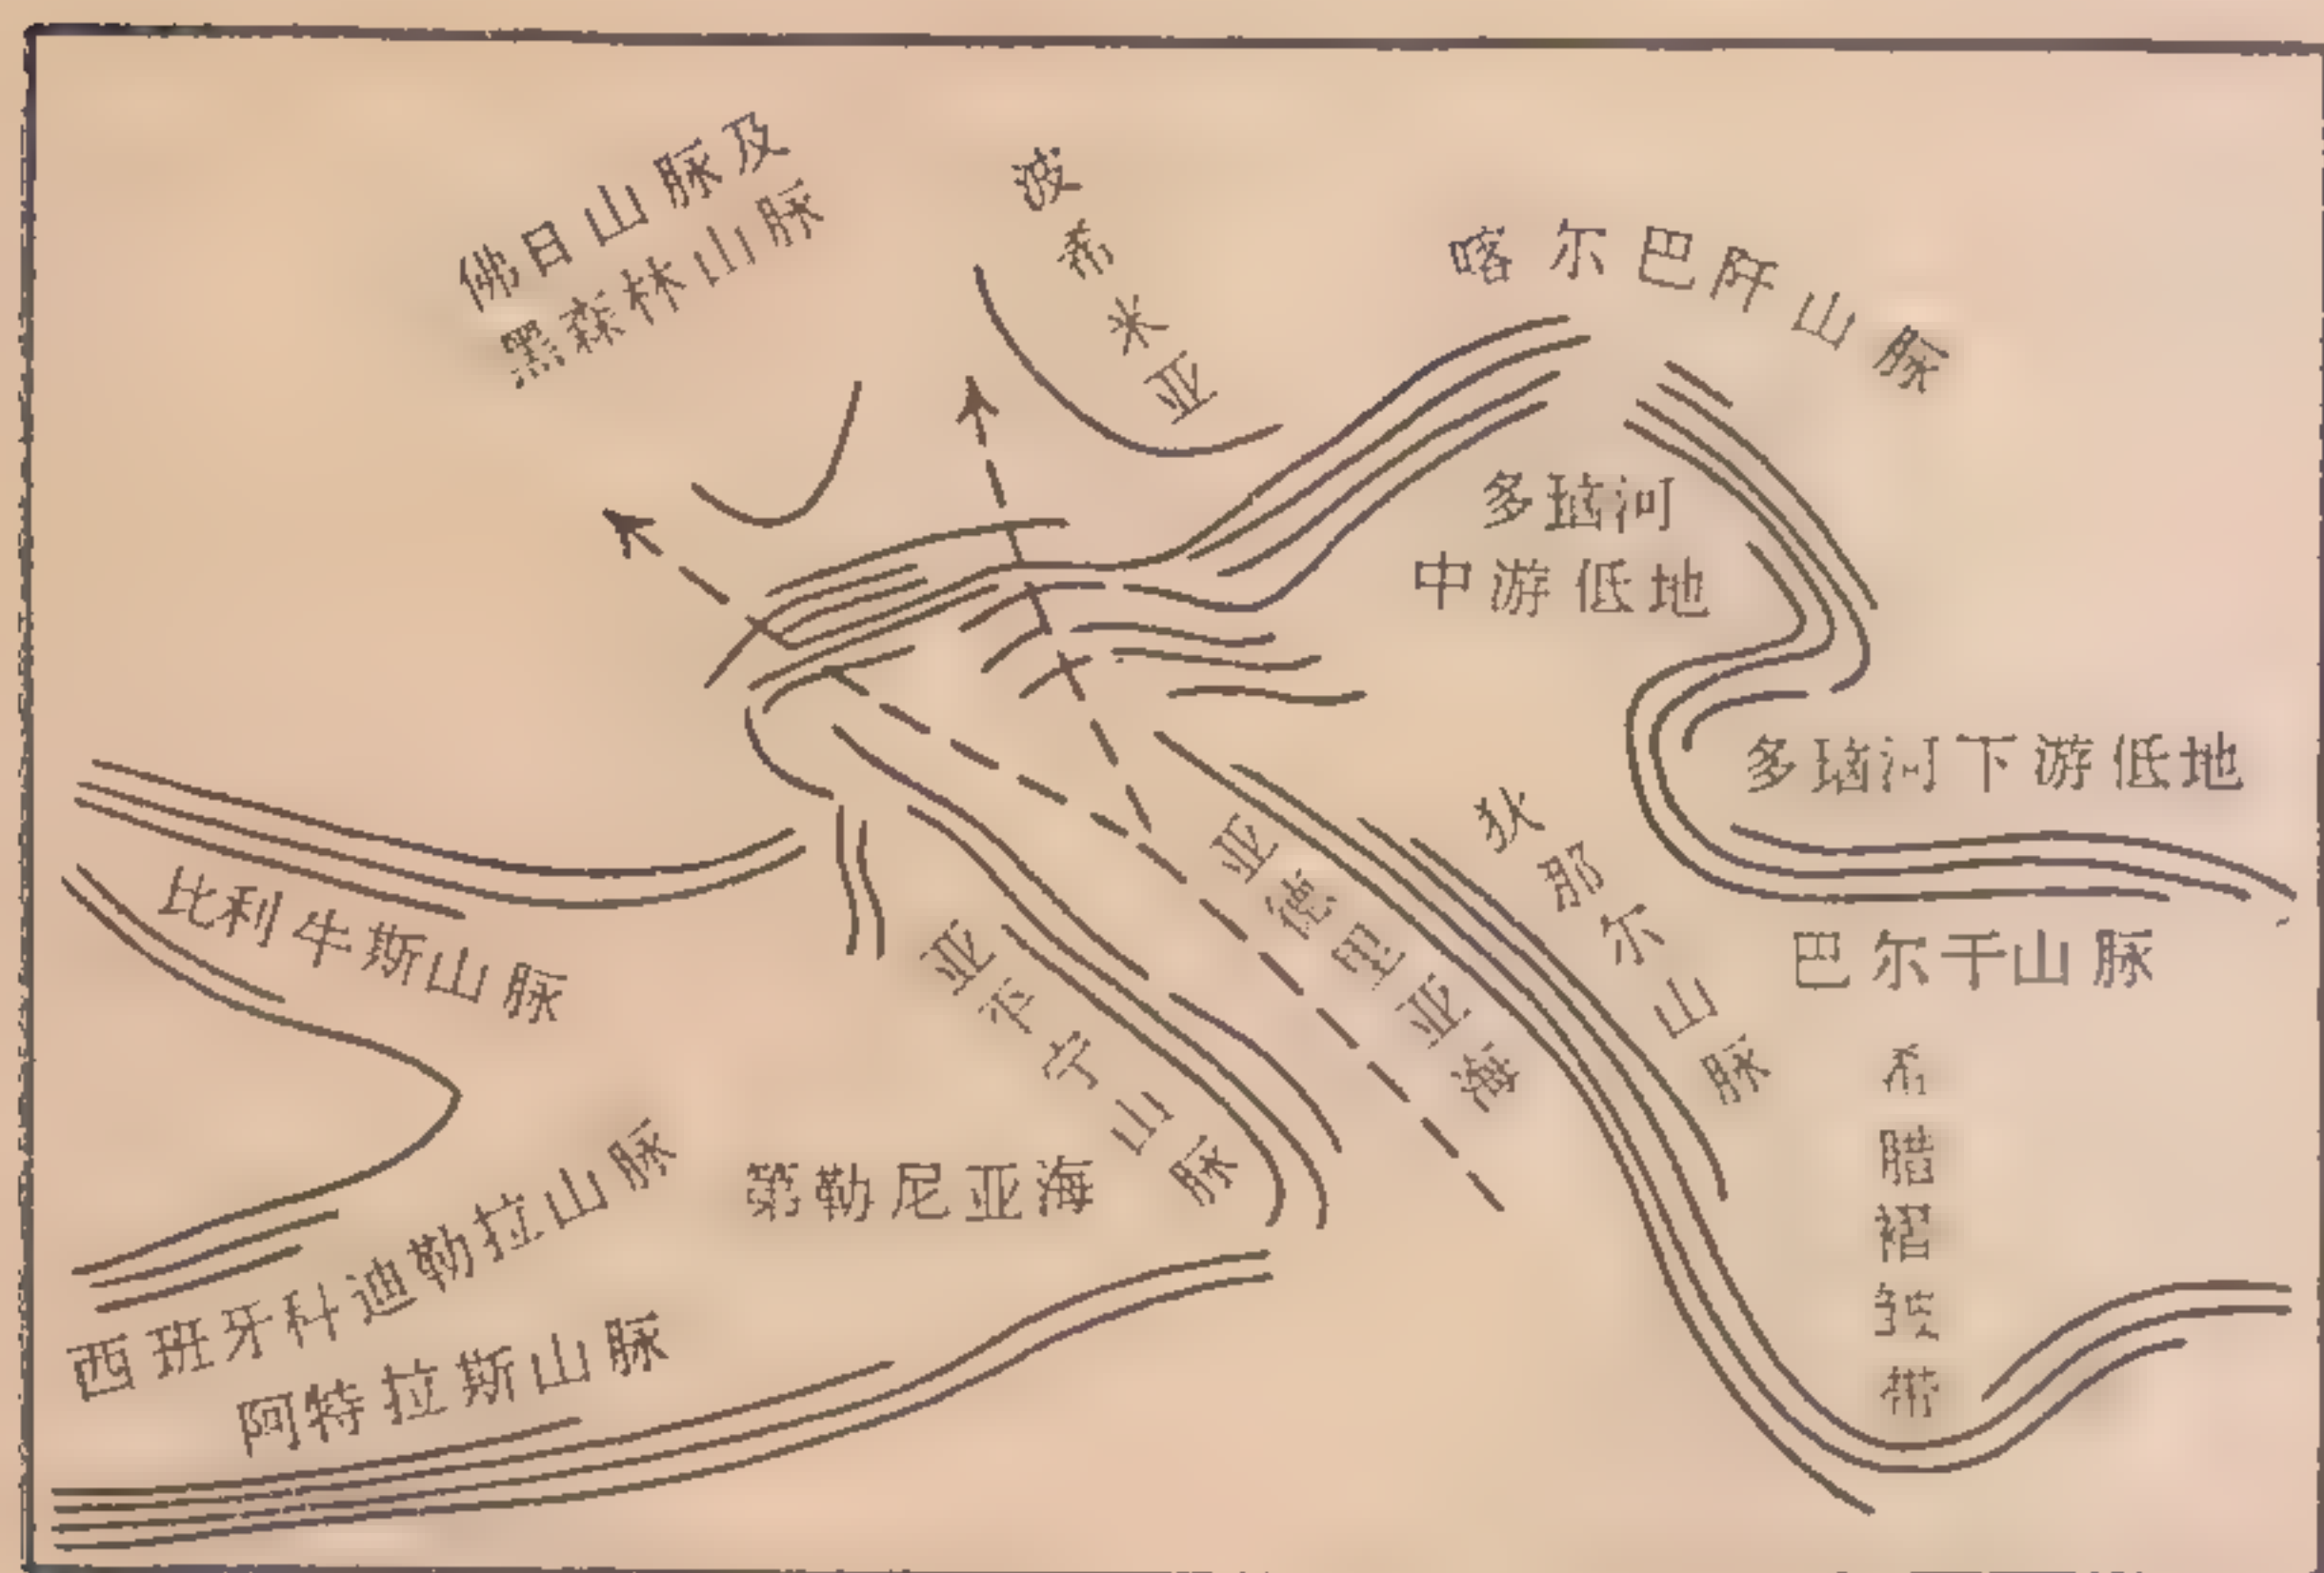 佛日山脉及
黑森林山脉
波希米亚
喀尔巴阡山脉
多瑙河
中游低地
多瑙河下游低地
比利牛斯山脉
亚平宁山脉
亚德里亚海
狄那尔山脉
巴尔干山脉
希腊褶皱带
第勒尼亚海
西班牙科迪勒拉山脉
阿特拉斯山脉